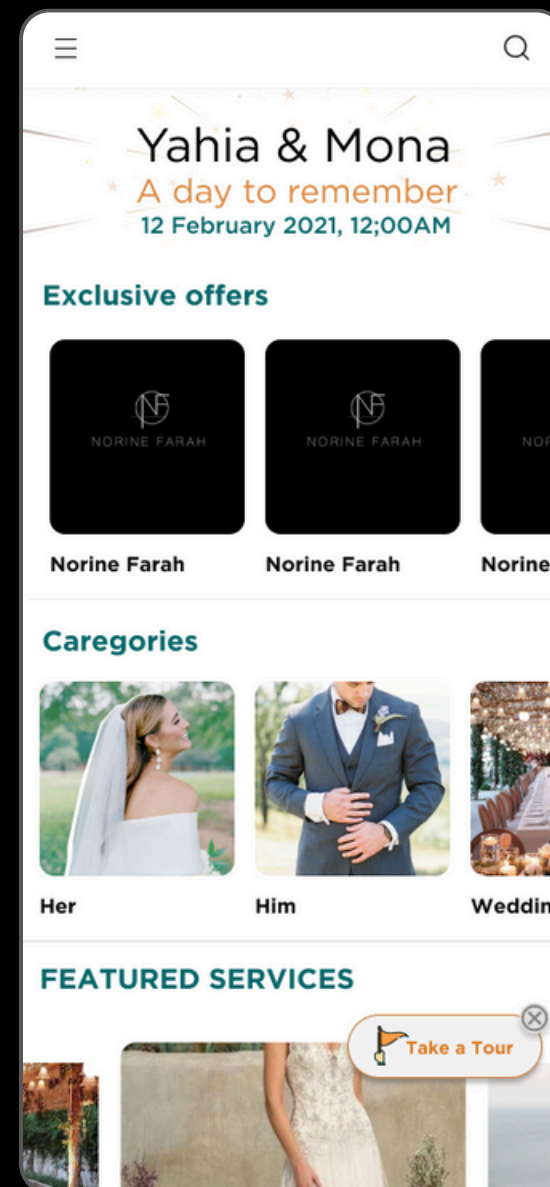 Yahia & Mona
A day to remember
12 February 2021, 12;00AM
Exclusive offers
NORINE FARAH
NORINE FARAH
NOR
Norine Farah
Norine Farah
Norine
Caregories
Her
Him
Weddin
FEATURED SERVICES
Take a Tour